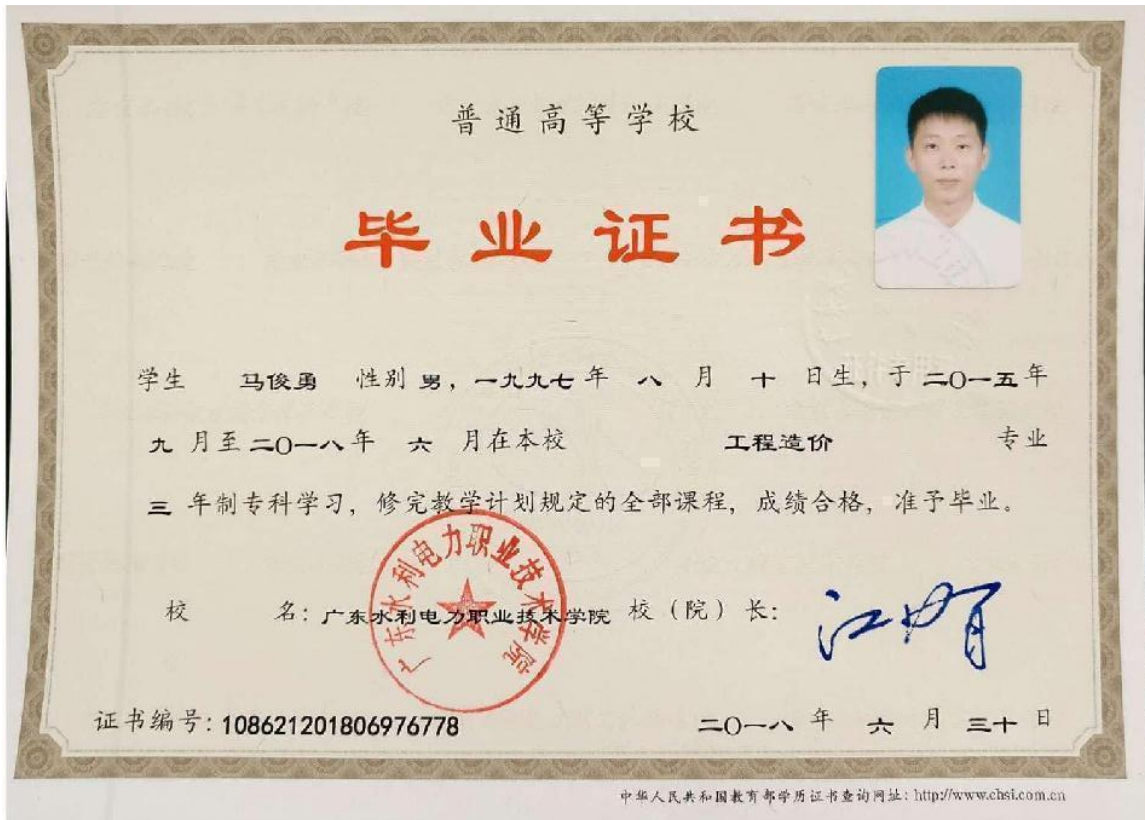 普通高等学校
毕业证书
学生 马俊勇 性别 男，一九九七年 八 月 十 日生，于 二〇一五年
九 月至 二〇一八年 六 月在本校 工程造价 专业
三 年制专科学习，修完教学计划规定的全部课程，成绩合格，准予毕业。
广东水利电力职业技术学院
校 名：广东水利电力职业技术学院 校（院）长：
证书编号：108621201806976778 二〇一八 年 六 月 三十 日
中华人民共和国教育部学历证书查询网址：http://www.chsi.com.cn